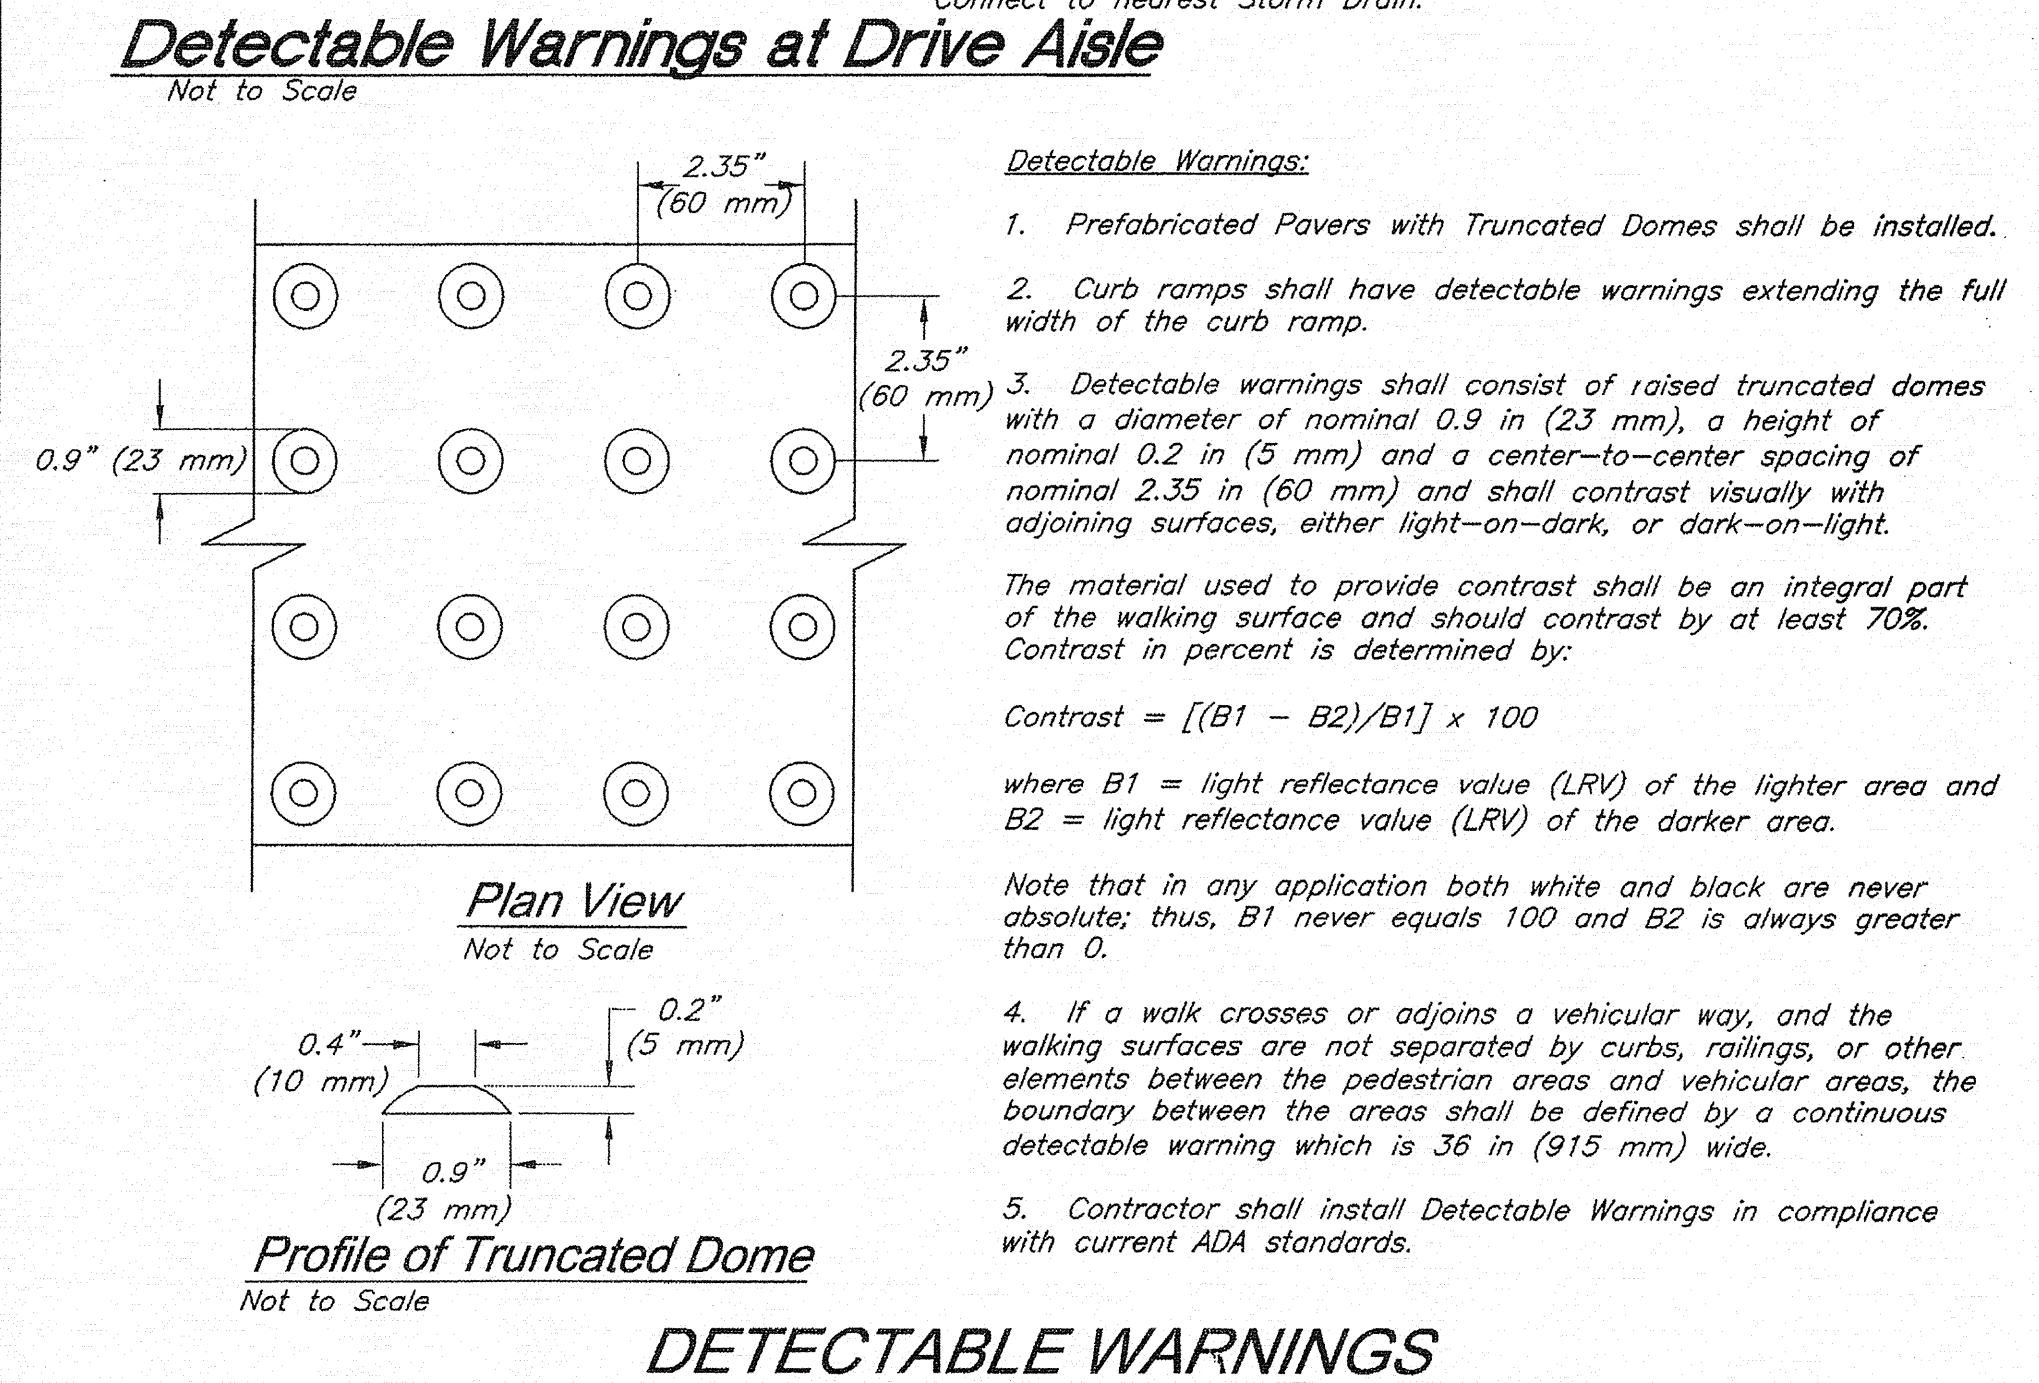 Connect to nearest Storm Drain.
Detectable Warnings at Drive Aisle
Not to Scale
2.35"
(60 mm)
2.35"
(60 mm)
0.9" (23 mm)
Plan View
Not to Scale
0.4"
(10 mm)
0.2"
(5 mm)
0.9"
(23 mm)
Profile of Truncated Dome
Not to Scale
Detectable Warnings:
1. Prefabricated Pavers with Truncated Domes shall be installed.
2. Curb ramps shall have detectable warnings extending the full
width of the curb ramp.
3. Detectable warnings shall consist of raised truncated domes
with a diameter of nominal 0.9 in (23 mm), a height of
nominal 0.2 in (5 mm) and a center-to-center spacing of
nominal 2.35 in (60 mm) and shall contrast visually with
adjoining surfaces, either light-on-dark, or dark-on-light.
The material used to provide contrast shall be an integral part
of the walking surface and should contrast by at least 70%.
Contrast in percent is determined by:
Contrast = [(B1 - B2)/B1] x 100
where B1 = light reflectance value (LRV) of the lighter area and
B2 = light reflectance value (LRV) of the darker area.
Note that in any application both white and black are never
absolute; thus, B1 never equals 100 and B2 is always greater
than 0.
4. If a walk crosses or adjoins a vehicular way, and the
walking surfaces are not separated by curbs, railings, or other
elements between the pedestrian areas and vehicular areas, the
boundary between the areas shall be defined by a continuous
detectable warning which is 36 in (915 mm) wide.
5. Contractor shall install Detectable Warnings in compliance
with current ADA standards.
DETECTABLE WARNINGS